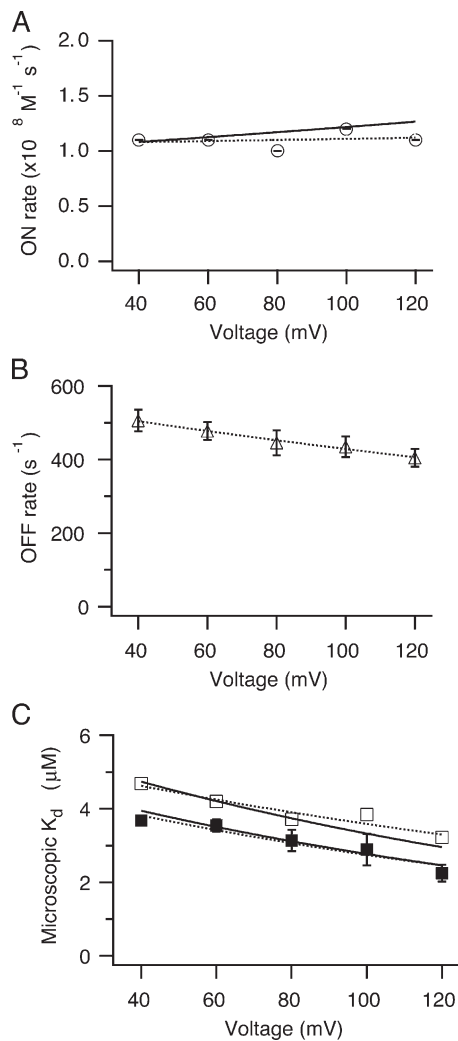 A
2.0
1.5
1.0
0.5
0.0
ON rate (x10 ⁸ M⁻¹ s⁻¹)
40 60 80 100 120
Voltage (mV)
B
600
400
200
0
OFF rate (s⁻¹)
40 60 80 100 120
Voltage (mV)
C
6
4
2
0
Microscopic K_d (μM)
40 60 80 100 120
Voltage (mV)